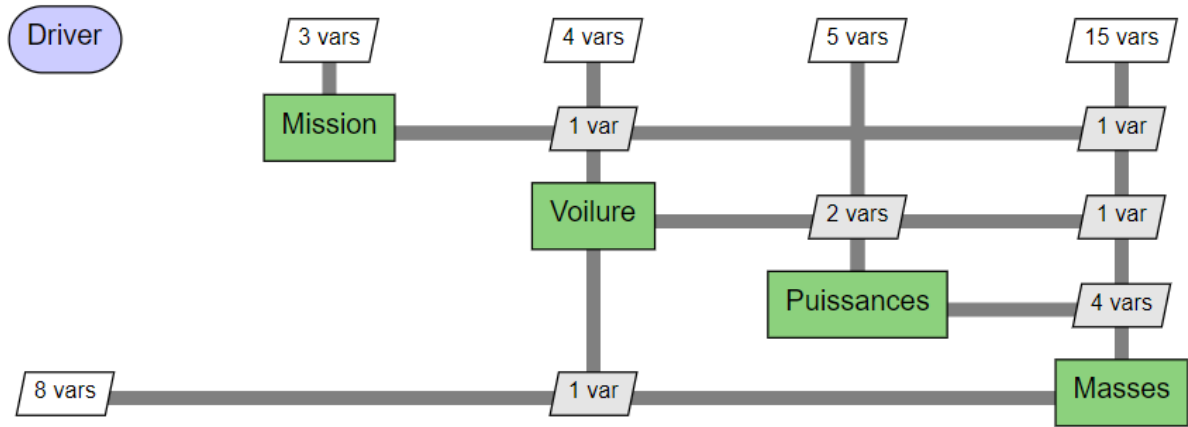 Driver
3 vars
4 vars
5 vars
15 vars
Mission
1 var
1 var
Voilure
2 vars
1 var
Puissances
4 vars
8 vars
1 var
Masses